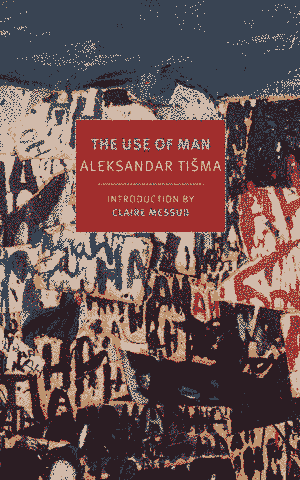 THE USE OF MAN
ALEKSANDAR TIŠMA
INTRODUCTION BY
CLAIRE MESSUD